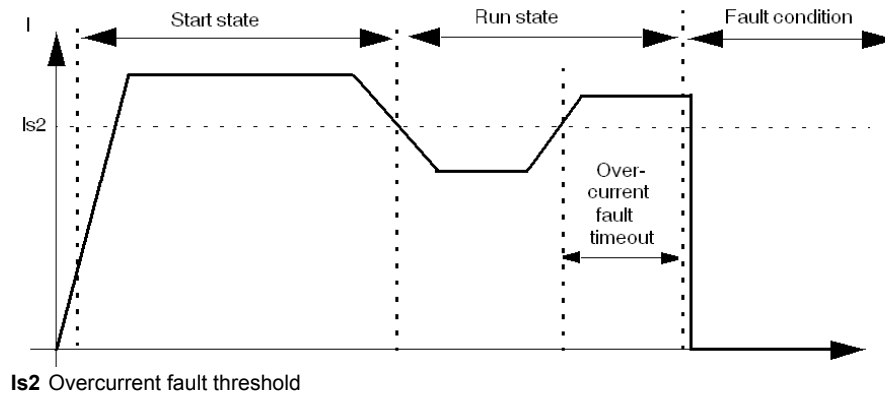 I
Start state
Run state
Fault condition
Is2
Over-
current
fault
timeout
Is2 Overcurrent fault threshold